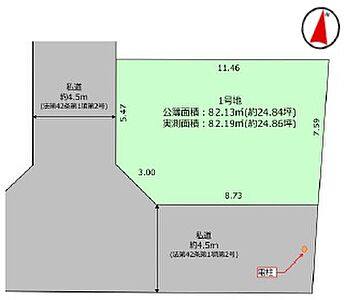 11.46
私道
約4.5m
(法第42条第1項第2号)
5.47
1号地
公簿面積：82.13㎡(約24.84坪)
実測面積：82.19㎡(約24.86坪)
7.59
3.00
8.73
私道
約4.5m
(法第42条第1項第2号)
電柱